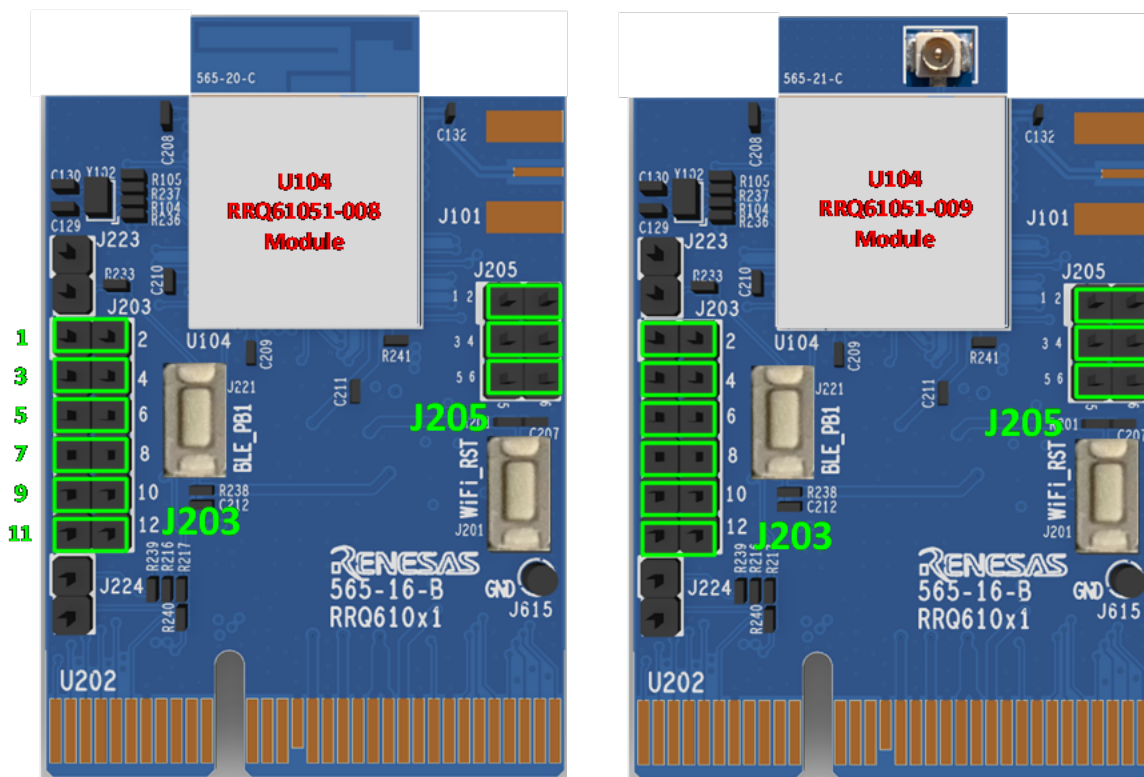 565-20-C
C208
C132
U104
RRQ61051-008
Module
C130
Y102
R105
R237
R104
R236
C129
J101
J223
R233
C210
J205
J203
1 2
1
2
U104
C209
R241
3 4
3
4
J221
5 6
C211
5
6
5
6
BLE_PB1
J205
J201
C207
7
8
WiFi_RST
9
10
R238
C212
11
12
J203
J201
R239
R216
R217
RENESAS
J224
565-16-B
GND
R240
RRQ610x1
J615
U202
565-21-C
C208
C132
U104
RRQ61051-009
Module
C130
Y102
R105
R237
R104
R236
C129
J101
J223
R233
C210
J205
J203
1 2
2
U104
C209
R241
3 4
4
J221
5 6
C211
5
6
6
BLE_PB1
J205
C207
8
WiFi_RST
10
R238
C212
12
J203
J201
R239
R216
RENESAS
J224
565-16-B
GND
R240
RRQ610x1
J615
U202